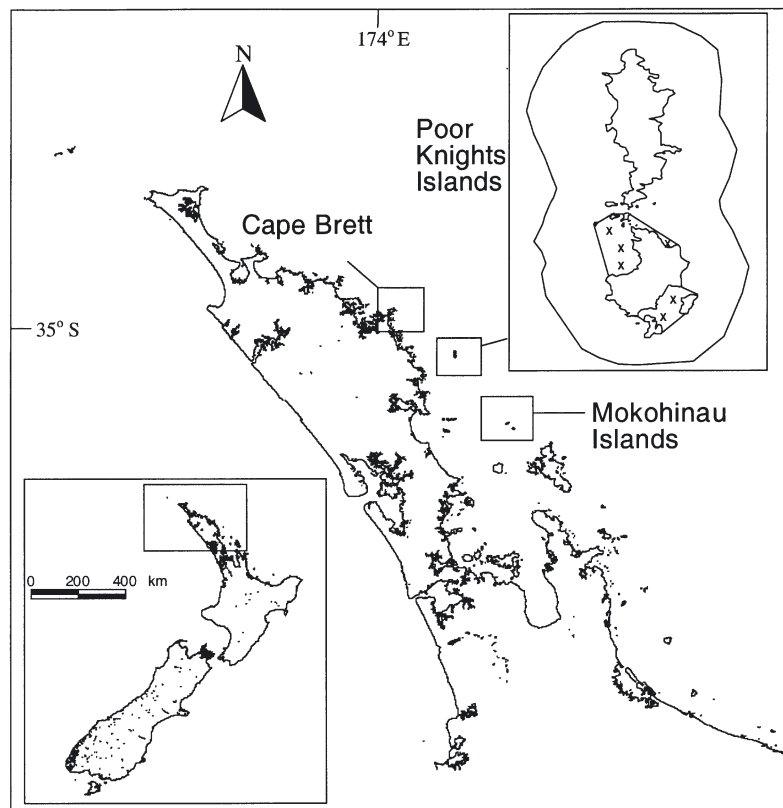 174° E
N
Poor
Knights
Islands
Cape Brett
x
x
x
x
x
35° S
Mokohinau
Islands
0 200 400 km